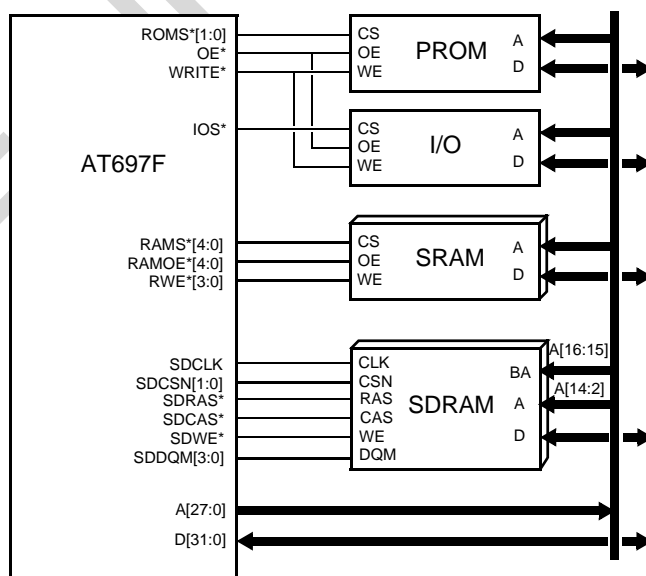 ROMS*[1:0]
OE*
WRITE*
CS
OE
WE
PROM
A
D
IOS*
CS
OE
WE
I/O
A
D
AT697F
RAMS*[4:0]
RAMOE*[4:0]
RWE*[3:0]
CS
OE
WE
SRAM
A
D
SDCLK
SDCSN[1:0]
SDRAS*
SDCAS*
SDWE*
SDDQM[3:0]
CLK
CSN
RAS
CAS
WE
DQM
SDRAM
BA
A
D
A[16:15]
A[14:2]
A[27:0]
D[31:0]